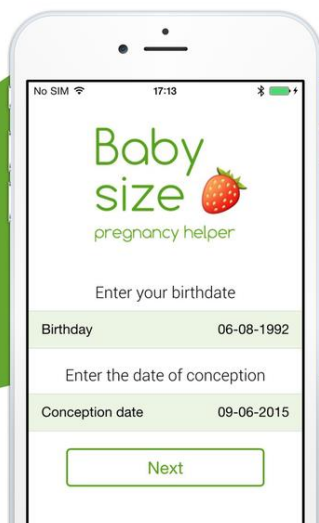 No SIM 17:13
Baby
size
pregnancy helper
Enter your birthdate
Birthday 06-08-1992
Enter the date of conception
Conception date 09-06-2015
Next